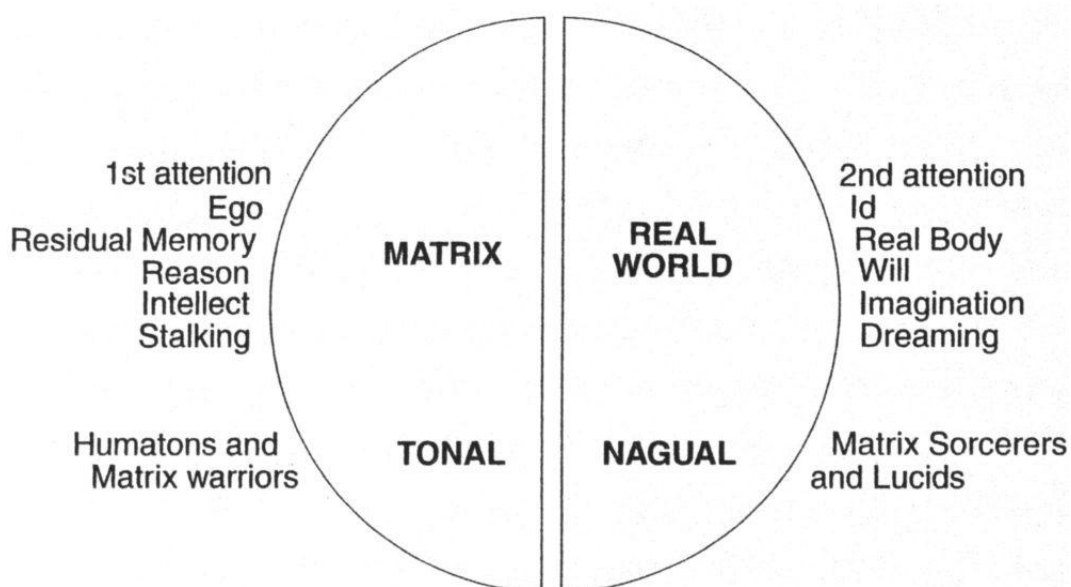 1st attention
Ego
Residual Memory
Reason
Intellect
Stalking
MATRIX
REAL
WORLD
2nd attention
Id
Real Body
Will
Imagination
Dreaming
Humatons and
Matrix warriors
TONAL
NAGUAL
Matrix Sorcerers
and Lucids